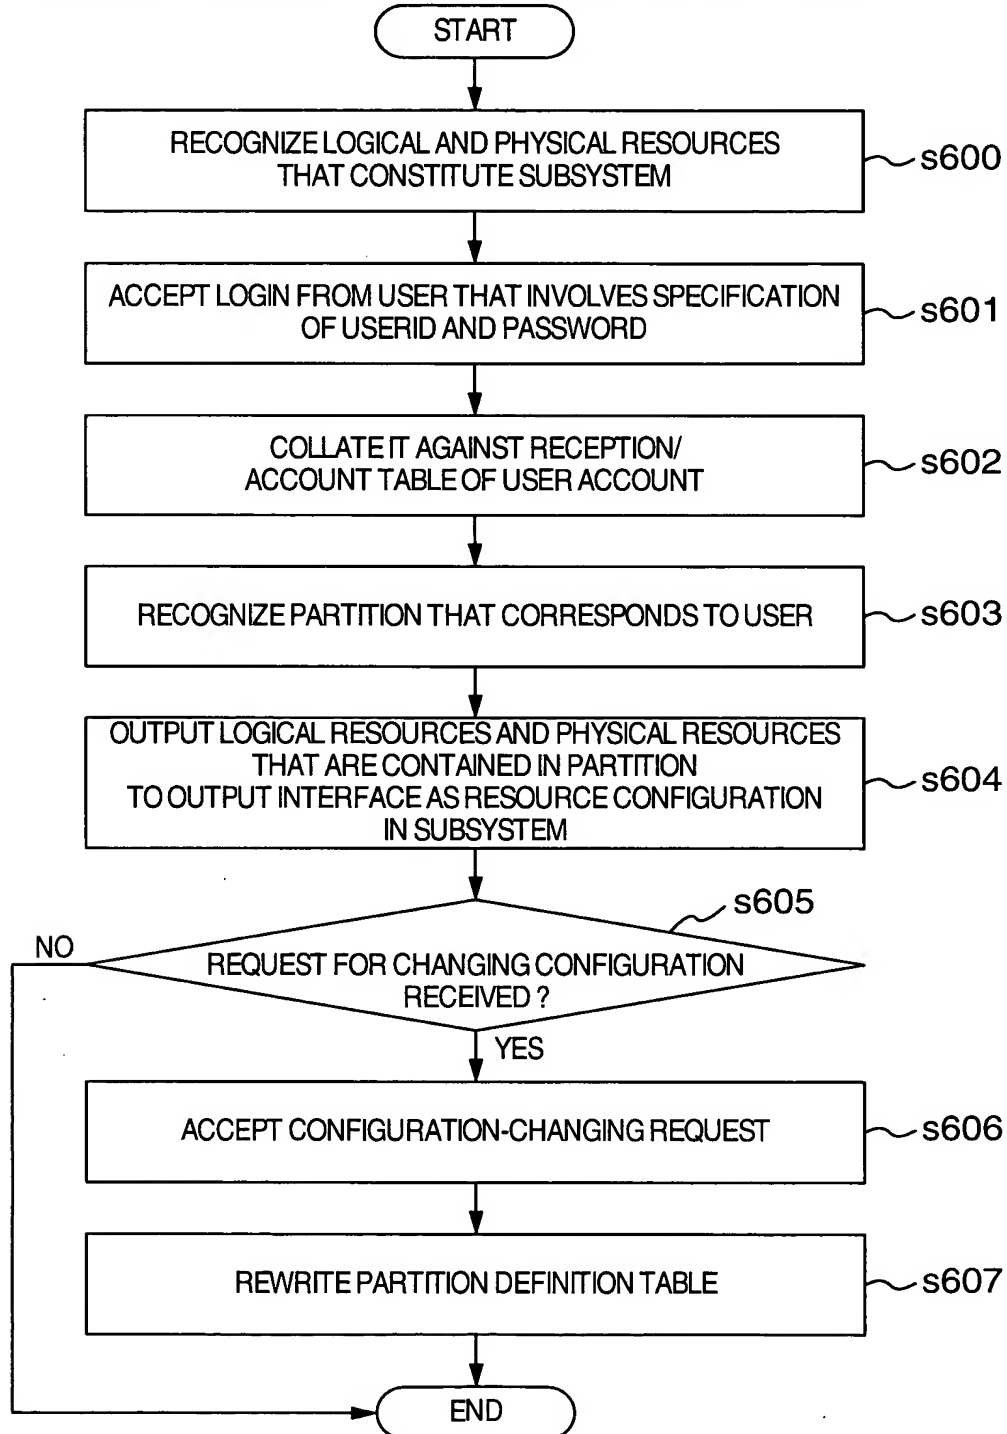 START
RECOGNIZE LOGICAL AND PHYSICAL RESOURCES
THAT CONSTITUTE SUBSYSTEM
s600
ACCEPT LOGIN FROM USER THAT INVOLVES SPECIFICATION
OF USERID AND PASSWORD
s601
COLLATE IT AGAINST RECEPTION/
ACCOUNT TABLE OF USER ACCOUNT
s602
RECOGNIZE PARTITION THAT CORRESPONDS TO USER
s603
OUTPUT LOGICAL RESOURCES AND PHYSICAL RESOURCES
THAT ARE CONTAINED IN PARTITION
TO OUTPUT INTERFACE AS RESOURCE CONFIGURATION
IN SUBSYSTEM
s604
s605
NO
REQUEST FOR CHANGING CONFIGURATION
RECEIVED ?
YES
ACCEPT CONFIGURATION-CHANGING REQUEST
s606
REWRITE PARTITION DEFINITION TABLE
s607
END